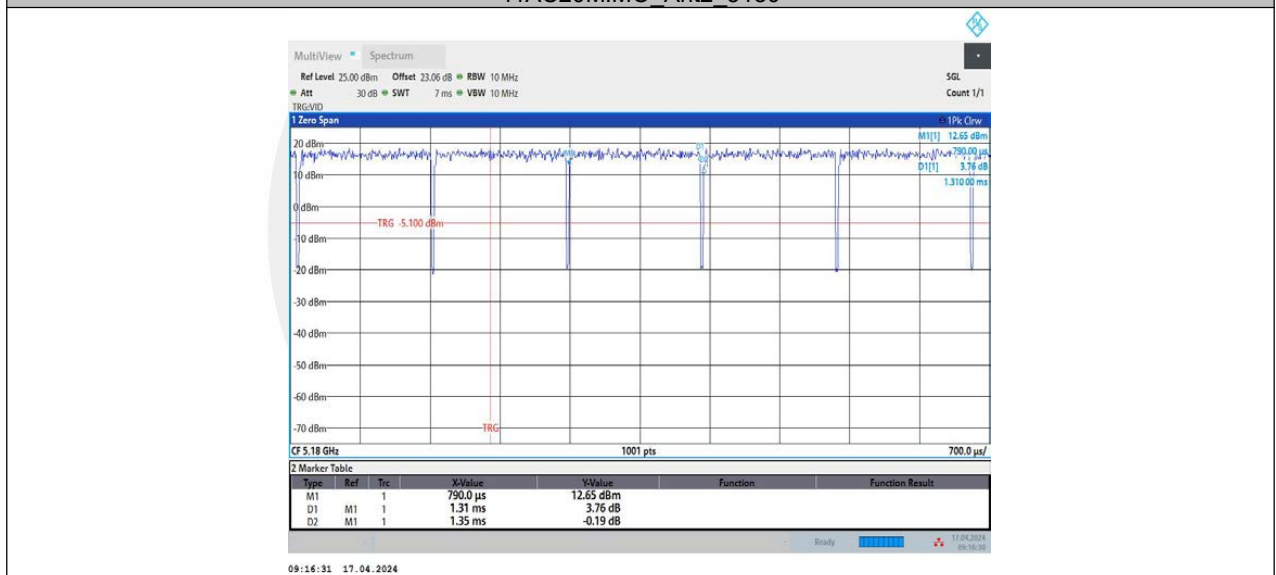 MultiView Spectrum
Ref Level 25.00 dBm Offset 23.06 dB RBW 10 MHz SGL
Att 30 dB SWT 7 ms VBW 10 MHz Count 1/1
TRG:VID
1 Zero Span 1Pk Clrw
M1[1] 12.65 dBm
790.00 µs
D1[1] 3.76 dB
1.31000 ms
20 dBm
10 dBm
0 dBm
TRG -5.100 dBm
-10 dBm
-20 dBm
-30 dBm
-40 dBm
-50 dBm
-60 dBm
-70 dBm
TRG
CF 5.18 GHz 1001 pts 700.0 µs/
2 Marker Table
Type Ref Trc X-Value Y-Value Function Function Result
M1 1 790.0 µs 12.65 dBm
D1 M1 1 1.31 ms 3.76 dB
D2 M1 1 1.35 ms -0.19 dB
Ready 17.04.2024
09:16:30
09:16:31 17.04.2024